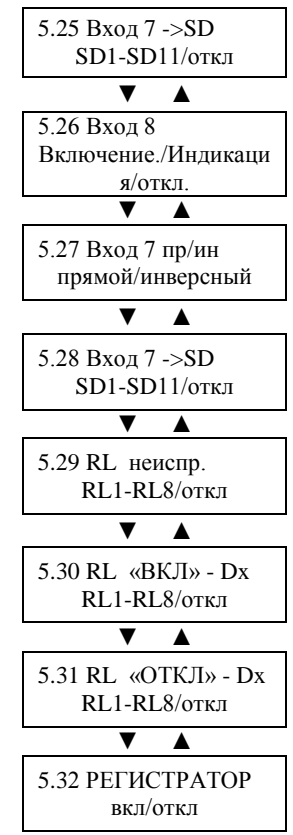 5.25 Вход 7 ->SD
SD1-SD11/откл
▼ ▲
5.26 Вход 8
Включение./Индикаци
я/откл.
▼ ▲
5.27 Вход 7 пр/ин
прямой/инверсный
▼ ▲
5.28 Вход 7 ->SD
SD1-SD11/откл
▼ ▲
5.29 RL неиспр.
RL1-RL8/откл
▼ ▲
5.30 RL «ВКЛ» - Dx
RL1-RL8/откл
▼ ▲
5.31 RL «ОТКЛ» - Dx
RL1-RL8/откл
▼ ▲
5.32 РЕГИСТРАТОР
вкл/откл